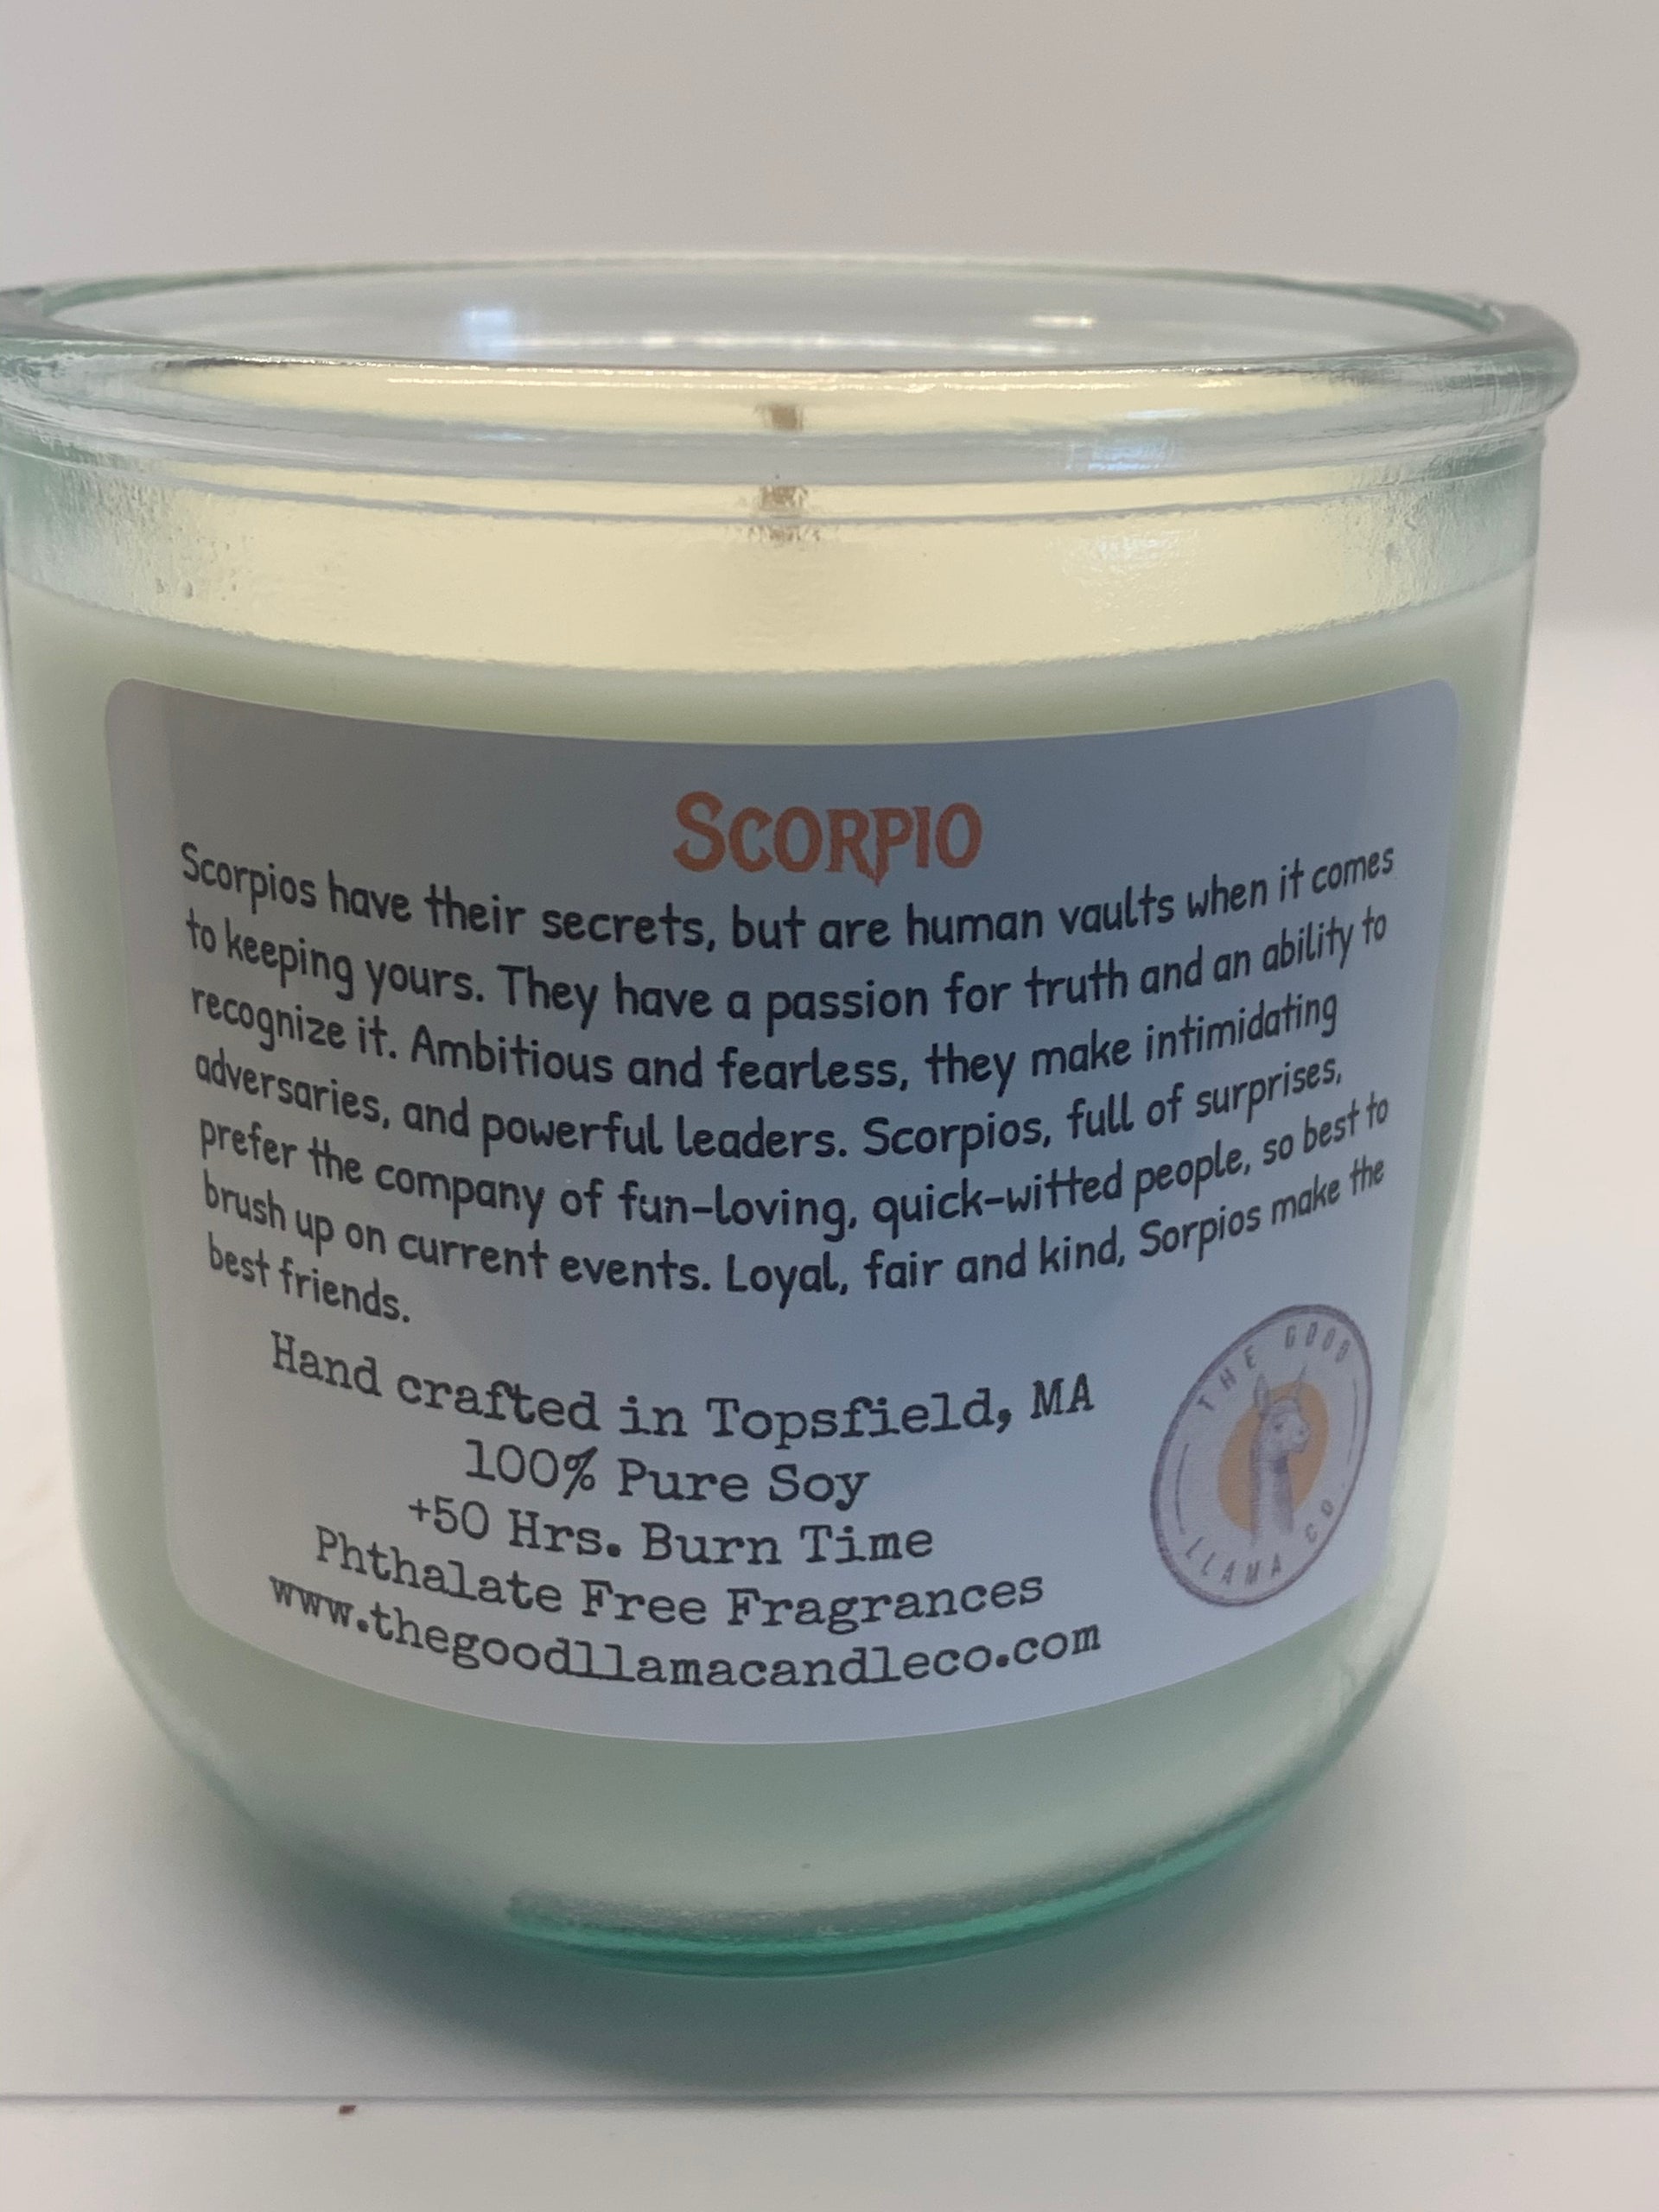 SCORPIO
Scorpios have their secrets, but are human vaults when it comes
to keeping yours. They have a passion for truth and an ability to
recognize it. Ambitious and fearless, they make intimidating
adversaries, and powerful leaders. Scorpios, full of surprises,
prefer the company of fun-loving, quick-witted people, so best to
brush up on current events. Loyal, fair and kind, Sorpios make the
best friends.
Hand crafted in Topsfield, MA
100% Pure Soy
+50 Hrs. Burn Time
Phthalate Free Fragrances
www.thegoodllamacandleco.com
THE GOOD
LLAMA CO.